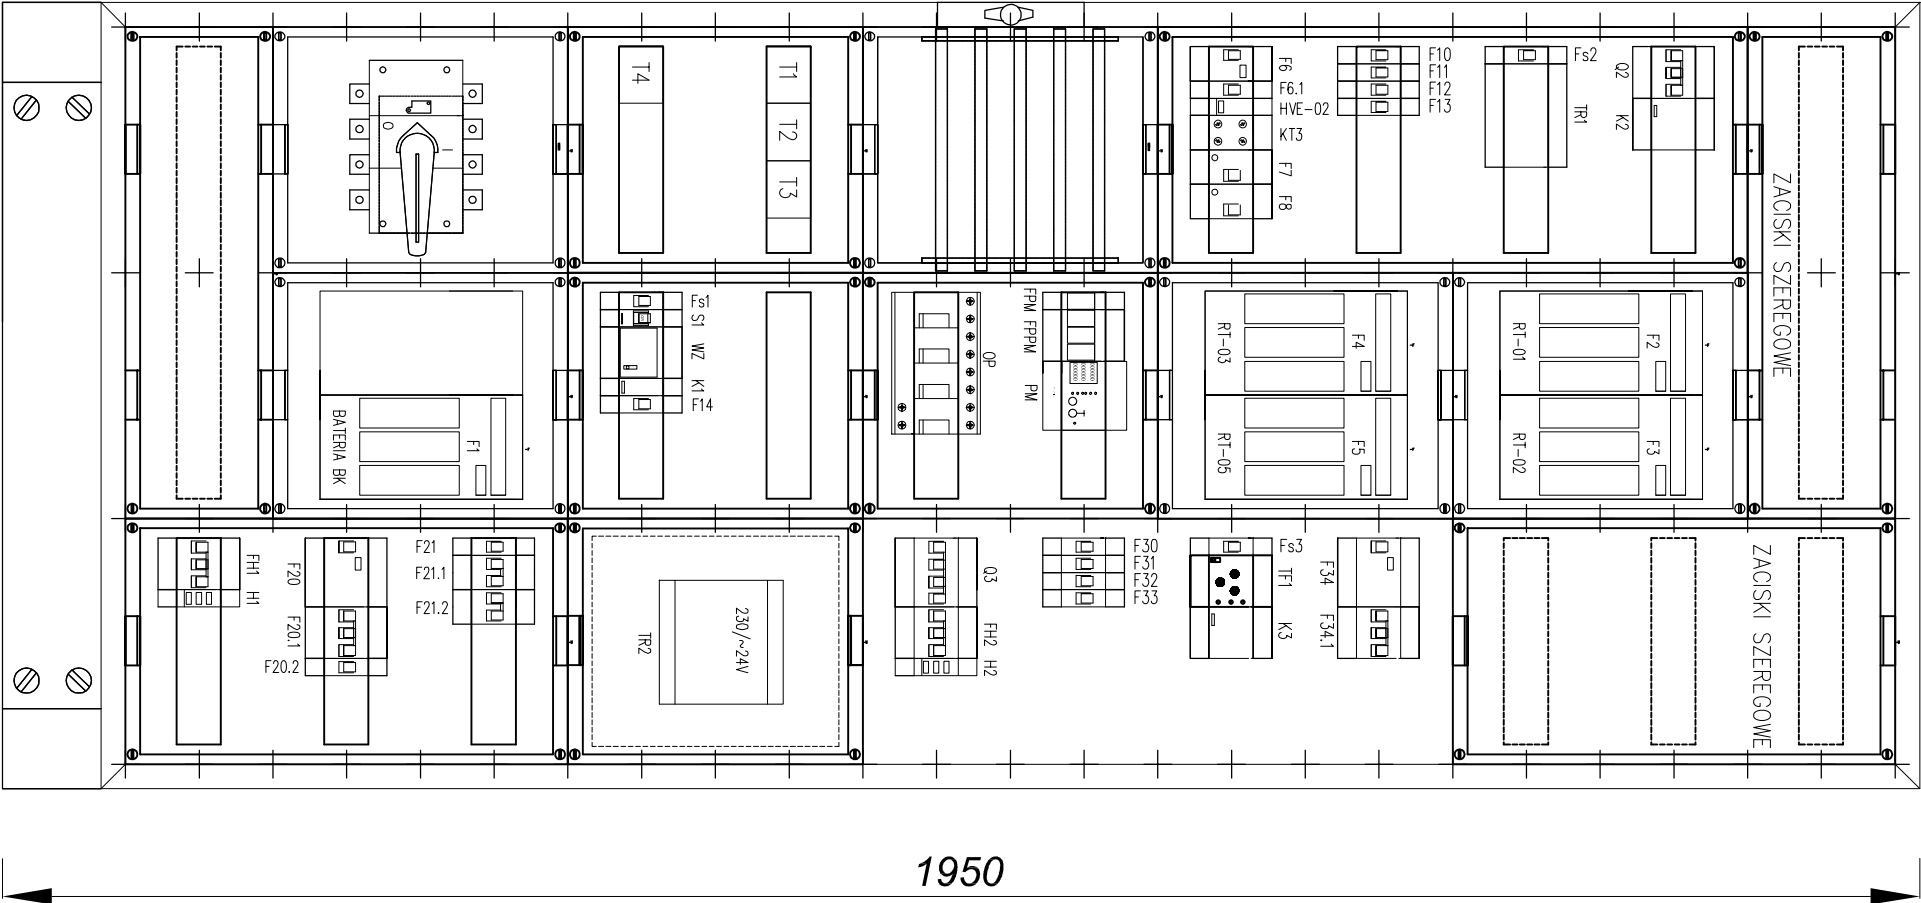 T4
T1
T2
T3
O
I
F6
F6.1
HVE-02
KT3
F7
F8
F10
F11
F12
F13
Fs2
TR1
Q2
K2
ZACISKI SZEREGOWE
BATERIA BK
F1
Fs1
S1
WZ
K1
F14
OP
FPM
FPPM
PM
RT-03
F4
RT-05
F5
RT-01
F2
RT-02
F3
FH1
H1
F20
F20.1
F20.2
F21
F21.1
F21.2
TR2
230/~24V
Q3
FH2
H2
F30
F31
F32
F33
Fs3
TF1
K3
F34
F34.1
ZACISKI SZEREGOWE
1950